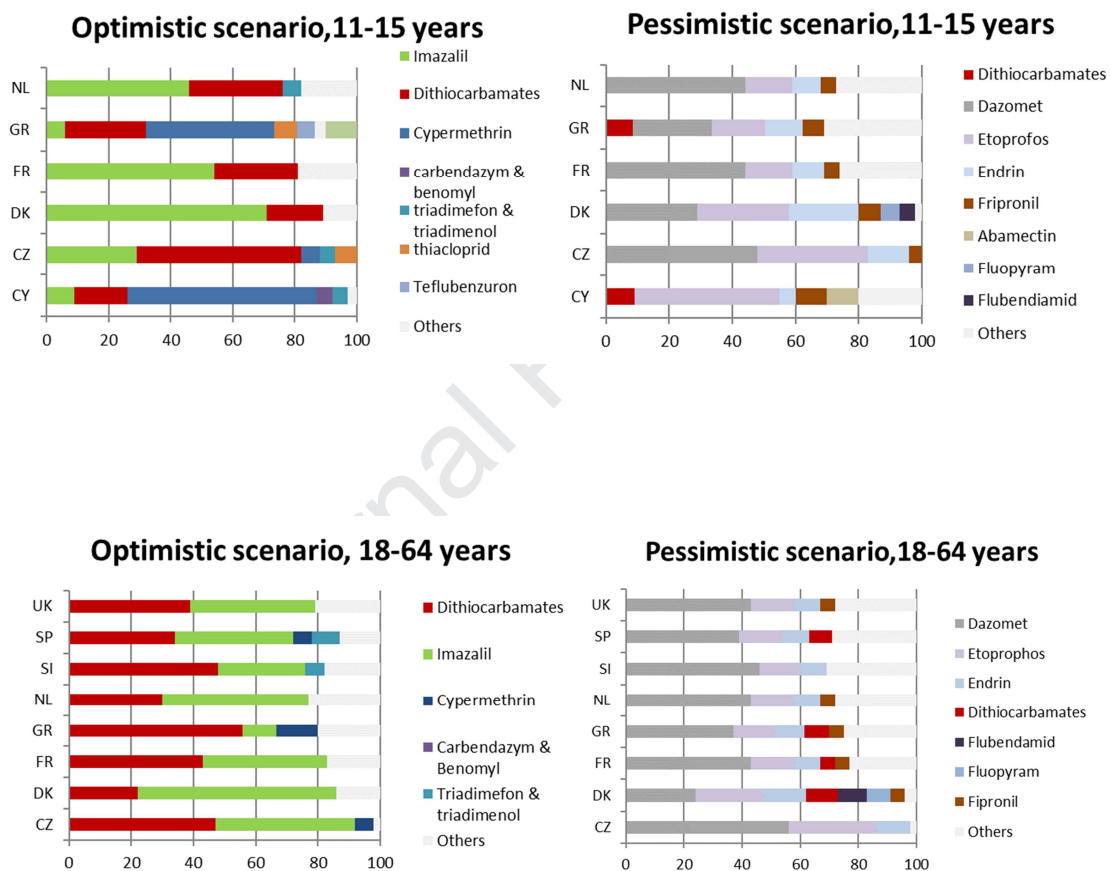 Optimistic scenario,11-15 years
NL
GR
FR
DK
CZ
CY
0 20 40 60 80 100
Imazalil
Dithiocarbamates
Cypermethrin
carbendazym &
benomyl
triadimefon &
triadimenol
thiacloprid
Teflubenzuron
Others
Pessimistic scenario,11-15 years
NL
GR
FR
DK
CZ
CY
0 20 40 60 80 100
Dithiocarbamates
Dazomet
Etoprofos
Endrin
Fripronil
Abamectin
Fluopyram
Flubendiamid
Others
rnal
Optimistic scenario, 18-64 years
UK
SP
SI
NL
GR
FR
DK
CZ
0 20 40 60 80 100
Dithiocarbamates
Imazalil
Cypermethrin
Carbendazym &
Benomyl
Triadimefon &
triadimenol
Others
Pessimistic scenario,18-64 years
UK
SP
SI
NL
GR
FR
DK
CZ
0 20 40 60 80 100
Dazomet
Etoprophos
Endrin
Dithiocarbamates
Flubendamid
Fluopyram
Fipronil
Others